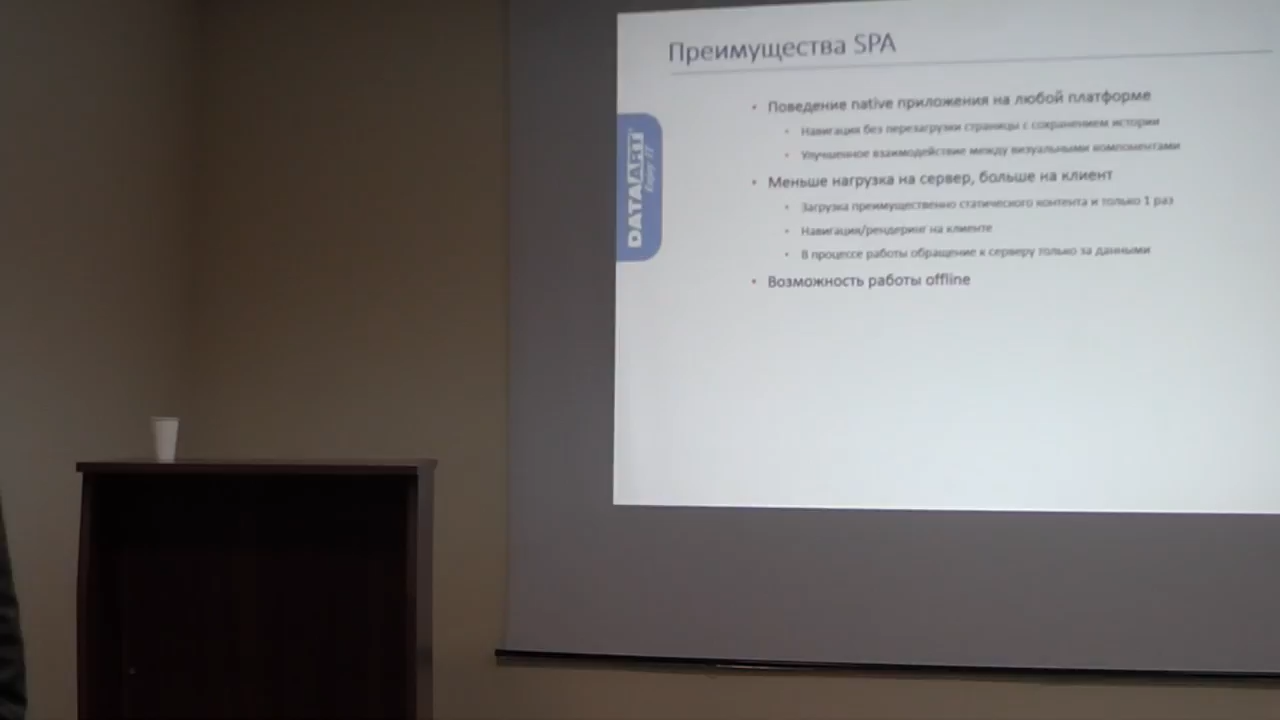 Преимущества SPA
• Поведение native приложения на любой платформе
• Навигация без перезагрузки страницы с сохранением истории
• Улучшенное взаимодействие между визуальными компонентами
• Меньше нагрузка на сервер, больше на клиент
• Загрузка преимущественно статического контента и только 1 раз
• Навигация/рендеринг на клиенте
• В процессе работы обращение к серверу только за данными
• Возможность работы offline
DATAART
Enjoy IT